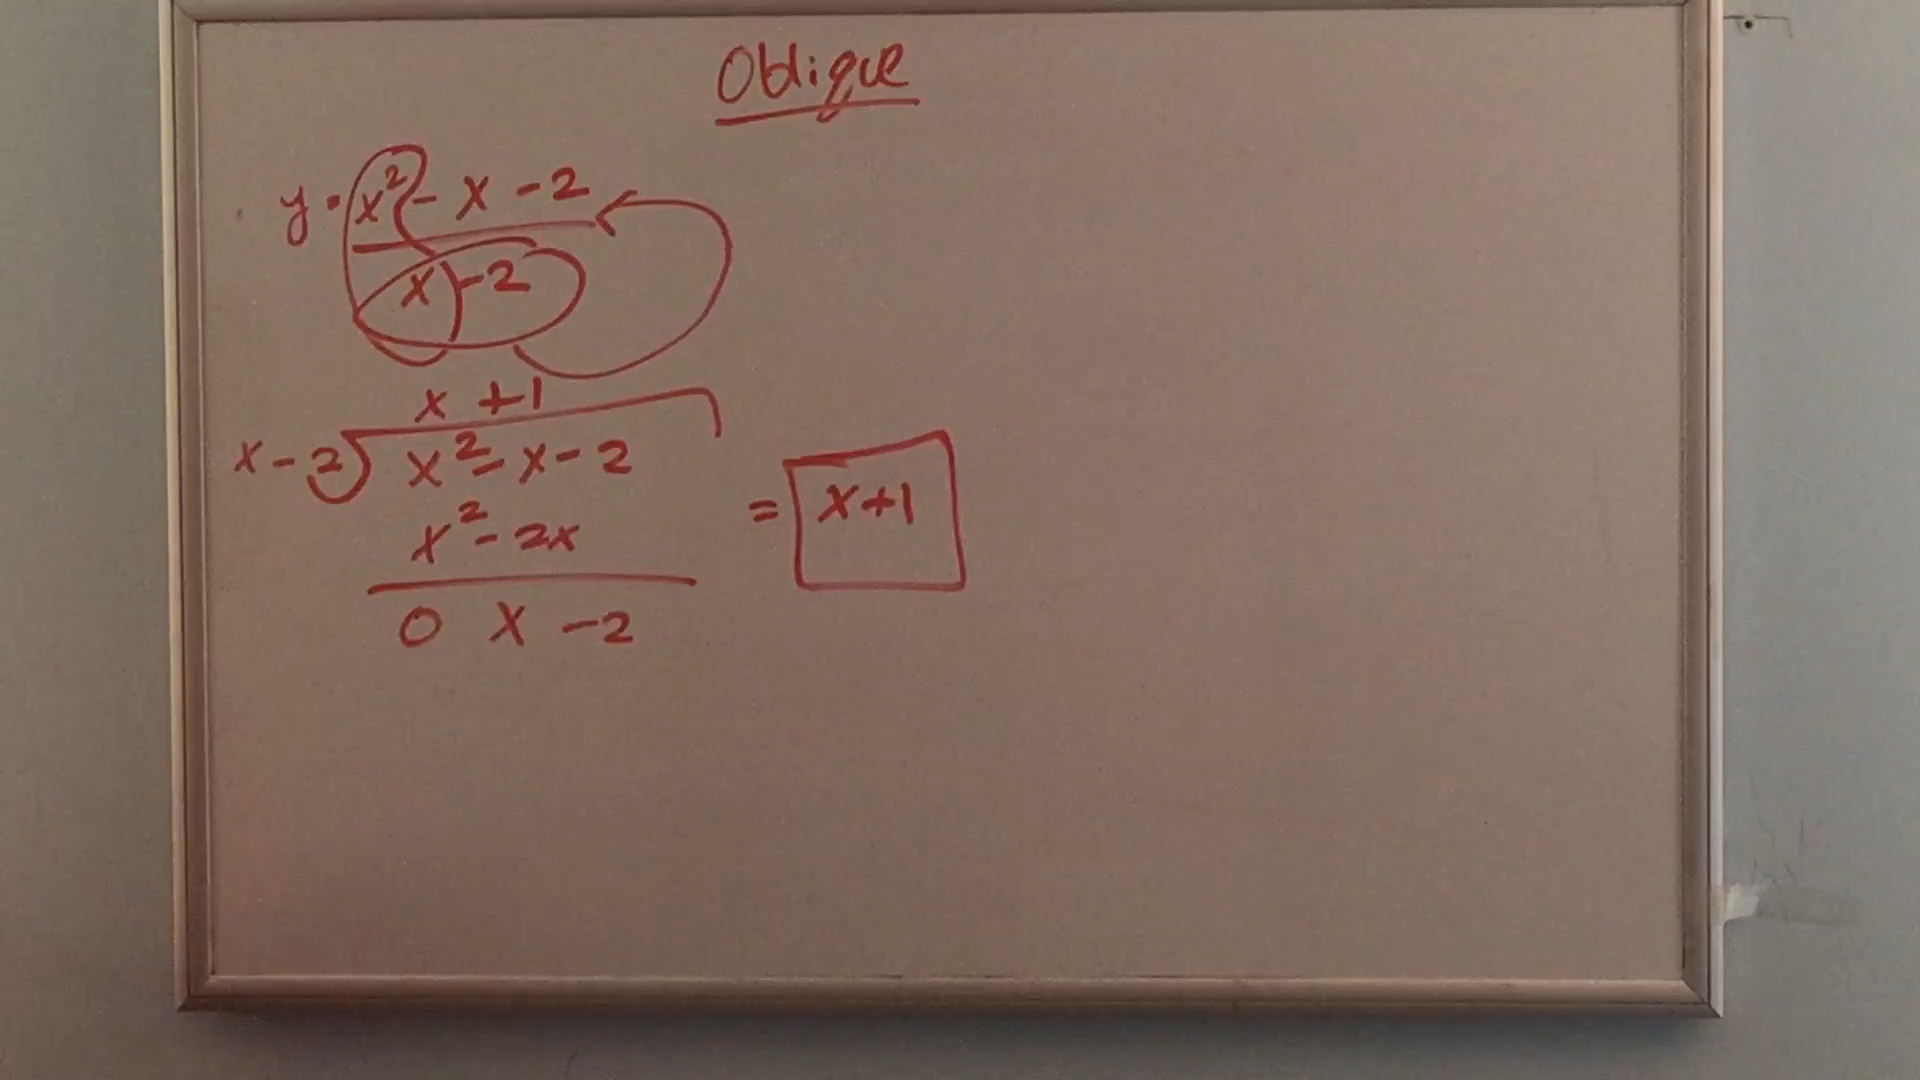 Oblique
y = x² - x - 2
x - 2
x + 1
x - 2 x² - x - 2
x² - 2x
= x + 1
0 x - 2